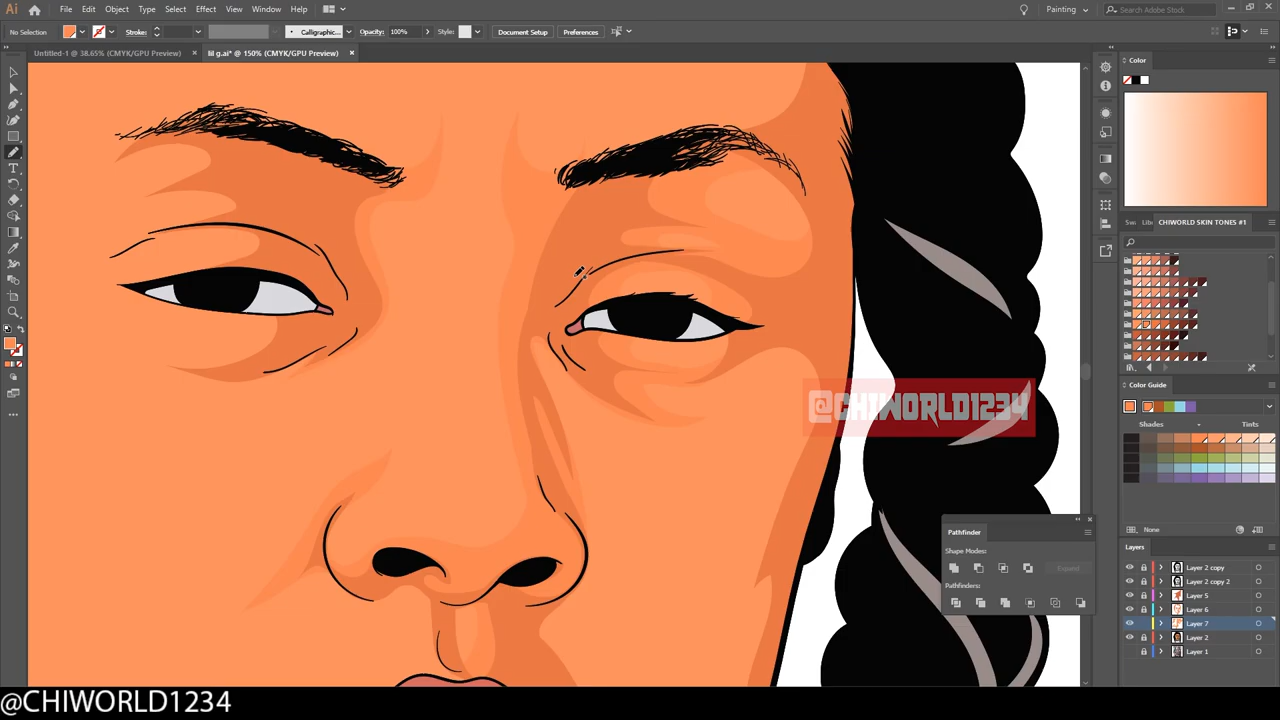 Ai File Edit Object Type Select Effect View Window Help Painting Search Adobe Stock
No Selection Stroke: Calligraphic... Opacity: 100% Style: Document Setup Preferences
Untitled-1 @ 38.65% (CMYK/GPU Preview) × lil g.ai* @ 150% (CMYK/GPU Preview) ×
Color
Sw Lib CHIWORLD SKIN TONES #1
Color Guide
@CHIWORLD1234
Shades Tints
None
Pathfinder
Shape Modes:
Expand
Pathfinders:
Layers
Layer 2 copy
Layer 2 copy 2
Layer 5
Layer 6
Layer 7
Layer 2
Layer 1
@CHIWORLD1234